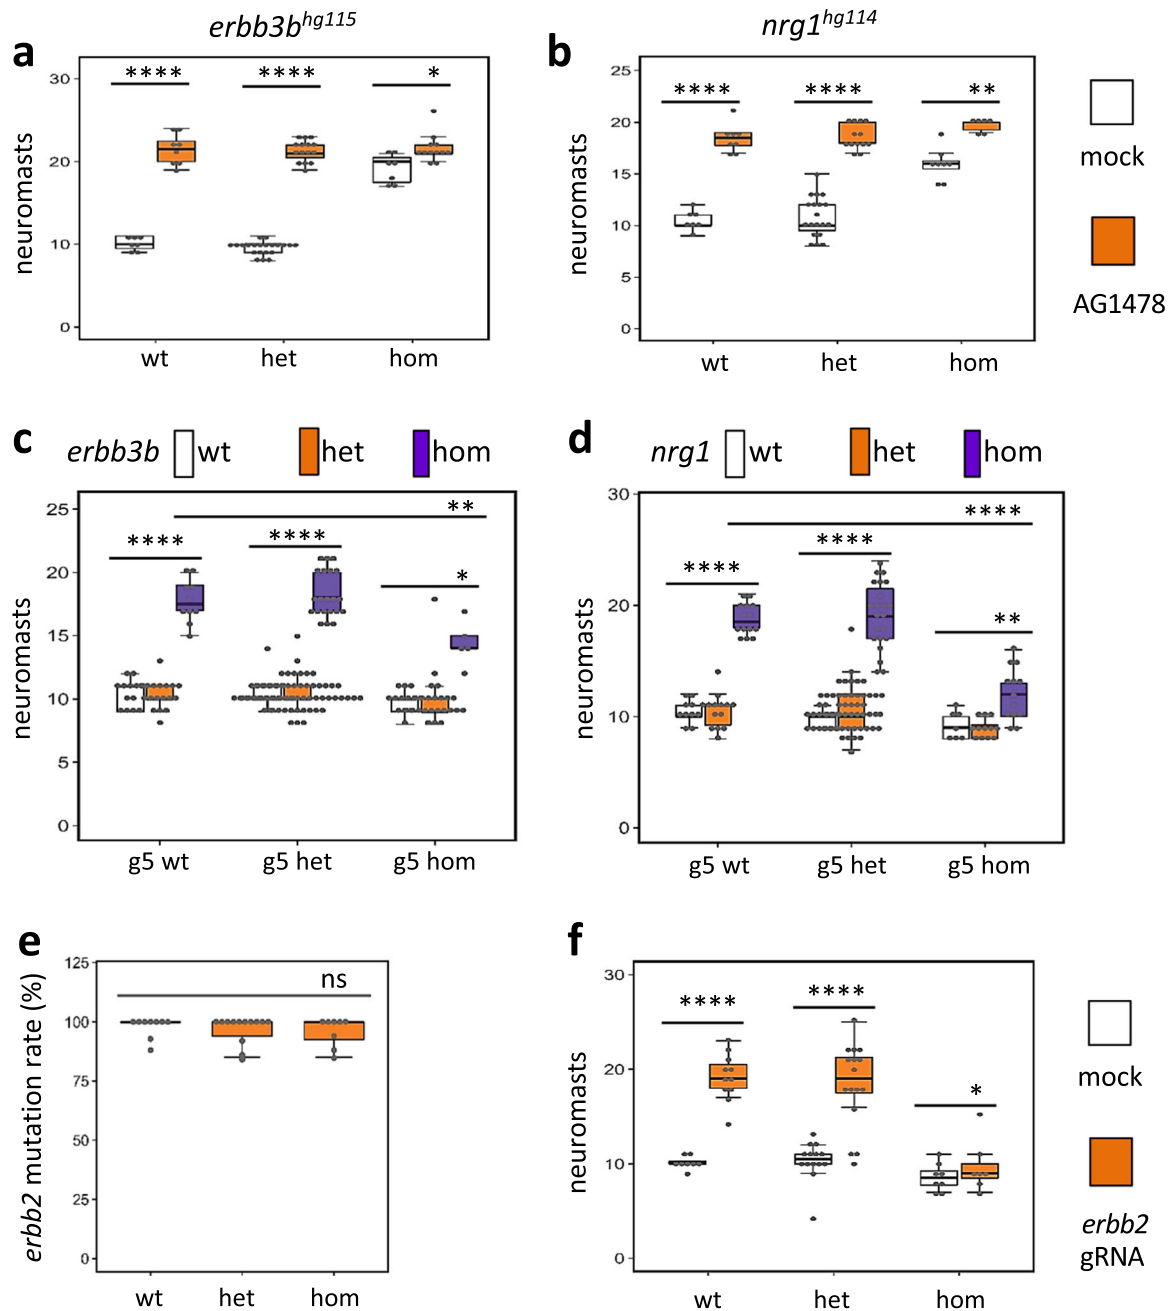 erbb3b^hg115
nrg1^hg114
a
b
neuromasts
30
20
10
0
****
****
*
wt
het
hom
neuromasts
25
20
15
10
5
0
****
****
**
wt
het
hom
mock
AG1478
c
erbb3b
wt
het
hom
d
nrg1
wt
het
hom
neuromasts
25
20
15
10
5
0
**
****
****
*
g5 wt
g5 het
g5 hom
neuromasts
30
20
10
0
****
****
****
**
g5 wt
g5 het
g5 hom
e
f
erbb2 mutation rate (%)
125
100
75
50
25
0
ns
wt
het
hom
neuromasts
30
20
10
0
****
****
*
wt
het
hom
mock
erbb2
gRNA